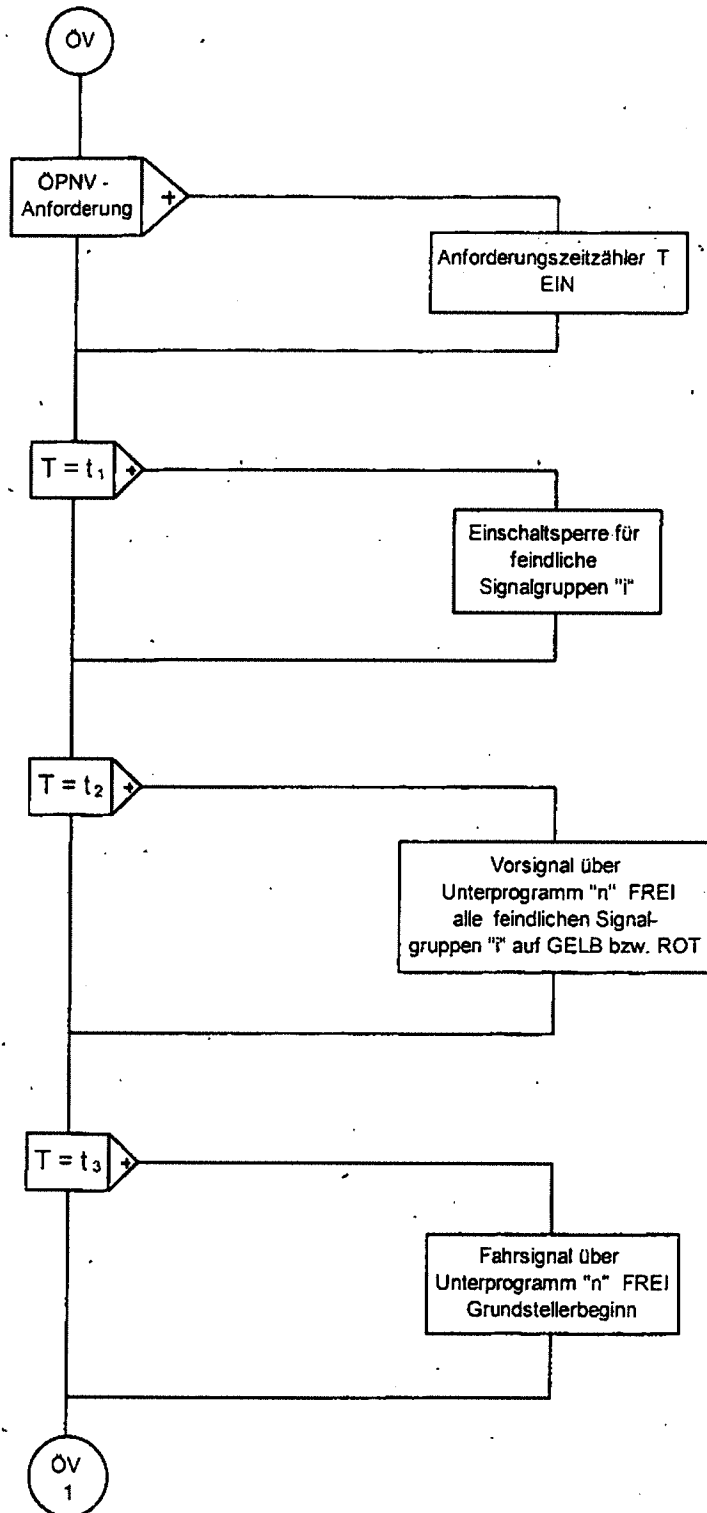 ÖV
ÖPNV -
Anforderung
+
Anforderungszeitzähler T
EIN
T = t₁
+
Einschaltsperre für
feindliche
Signalgruppen "i"
T = t₂
+
Vorsignal über
Unterprogramm "n" FREI
alle feindlichen Signal-
gruppen "i" auf GELB bzw. ROT
T = t₃
+
Fahrsignal über
Unterprogramm "n" FREI
Grundstellerbeginn
ÖV
1